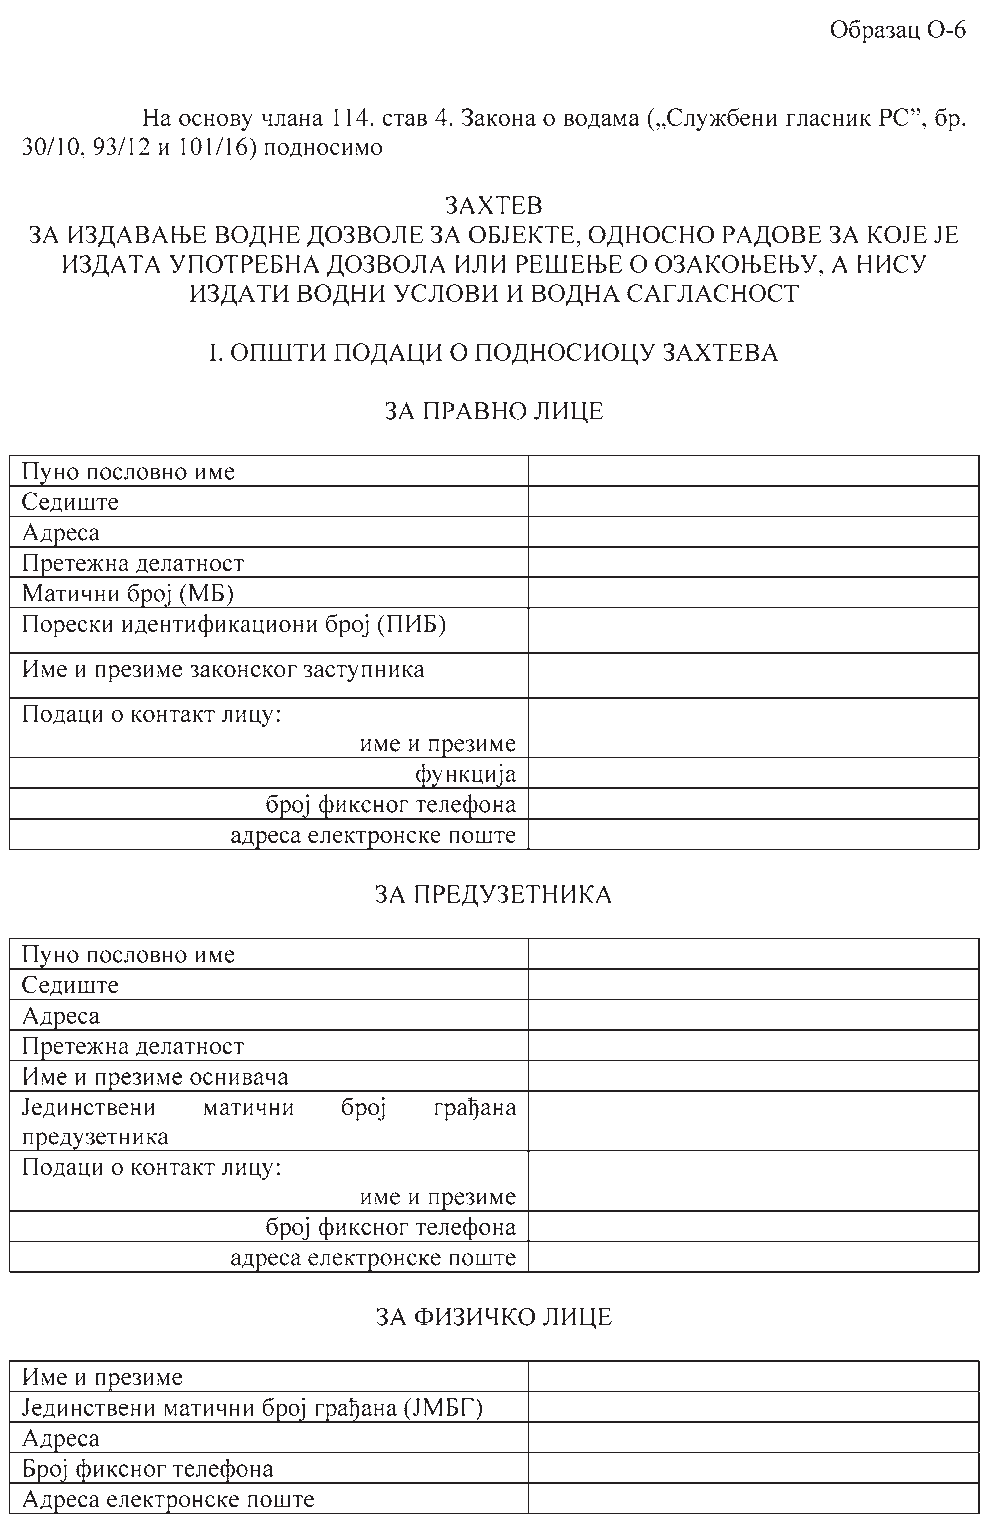 Образац О-6
На основу члана 114. став 4. Закона о водама („Службени гласник РС”, бр.
30/10, 93/12 и 101/16) подносимо
ЗАХТЕВ
ЗА ИЗДАВАЊЕ ВОДНЕ ДОЗВОЛЕ ЗА ОБЈЕКТЕ, ОДНОСНО РАДОВЕ ЗА КОЈЕ ЈЕ
ИЗДАТА УПОТРЕБНА ДОЗВОЛА ИЛИ РЕШЕЊЕ О ОЗАКОЊЕЊУ, А НИСУ
ИЗДАТИ ВОДНИ УСЛОВИ И ВОДНА САГЛАСНОСТ
I. ОПШТИ ПОДАЦИ О ПОДНОСИОЦУ ЗАХТЕВА
ЗА ПРАВНО ЛИЦЕ
Пуно пословно име
Седиште
Адреса
Претежна делатност
Матични број (МБ)
Порески идентификациони број (ПИБ)
Име и презиме законског заступника
Подаци о контакт лицу:
име и презиме
функција
број фиксног телефона
адреса електронске поште
ЗА ПРЕДУЗЕТНИКА
Пуно пословно име
Седиште
Адреса
Претежна делатност
Име и презиме оснивача
Јединствени матични број грађана
предузетника
Подаци о контакт лицу:
име и презиме
број фиксног телефона
адреса електронске поште
ЗА ФИЗИЧКО ЛИЦЕ
Име и презиме
Јединствени матични број грађана (ЈМБГ)
Адреса
Број фиксног телефона
Адреса електронске поште